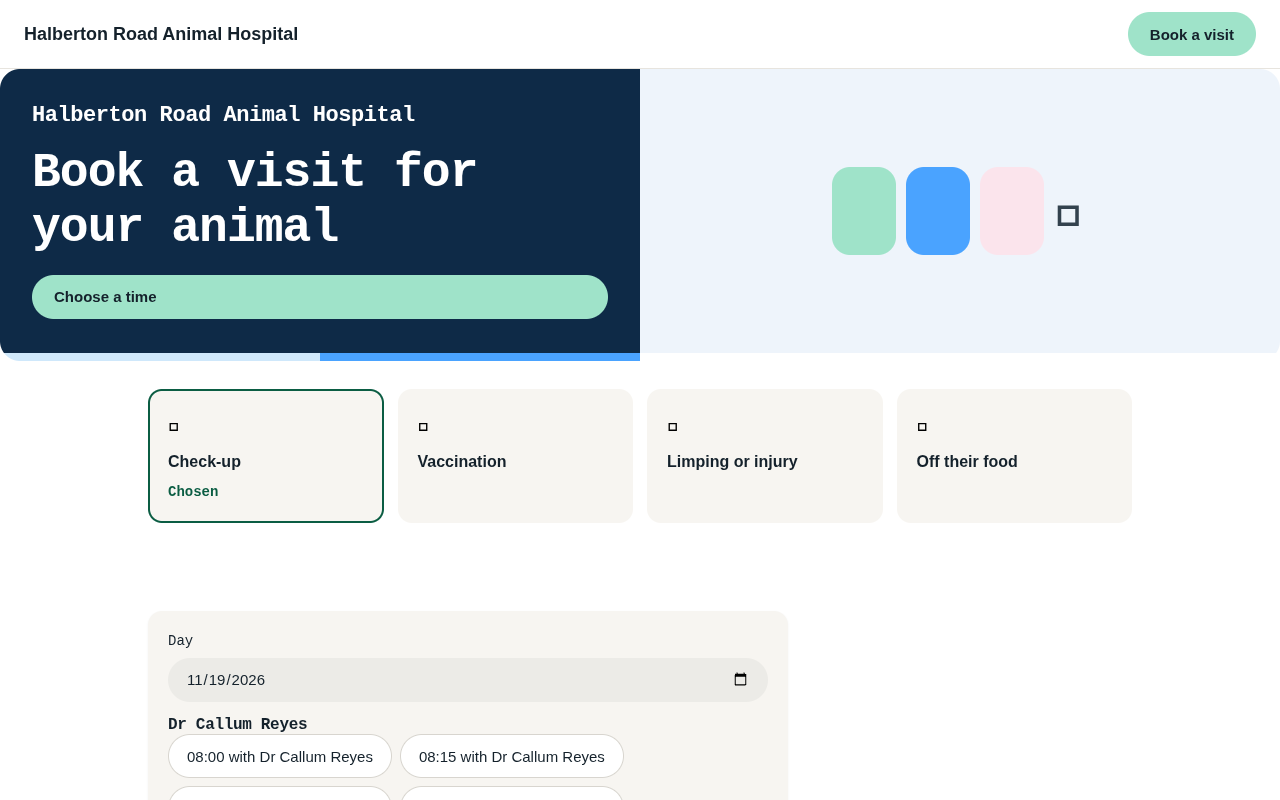 Halberton Road Animal Hospital
Book a visit
Halberton Road Animal Hospital
Book a visit for
your animal
Choose a time
Check-up
Chosen
Vaccination
Limping or injury
Off their food
Day
11/19/2026
Dr Callum Reyes
08:00 with Dr Callum Reyes
08:15 with Dr Callum Reyes